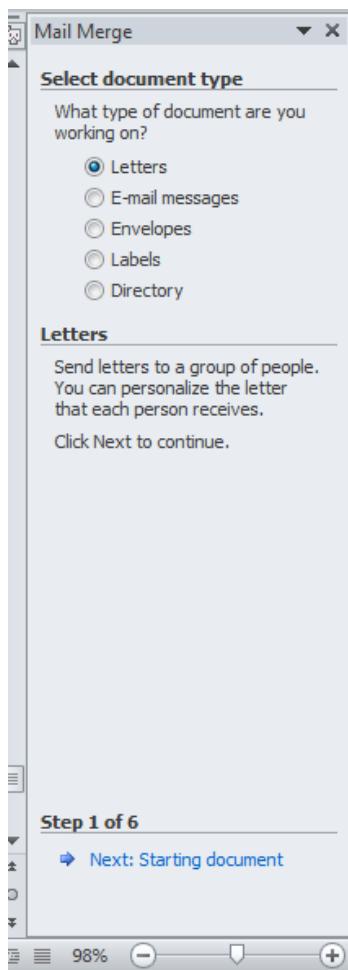 Mail Merge
Select document type
What type of document are you
working on?
Letters
E-mail messages
Envelopes
Labels
Directory
Letters
Send letters to a group of people.
You can personalize the letter
that each person receives.
Click Next to continue.
Step 1 of 6
Next: Starting document
98%